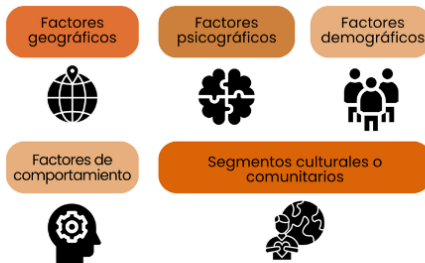 Factores
geográficos
Factores
psicográficos
Factores
demográficos
Factores de
comportamiento
Segmentos culturales o
comunitarios